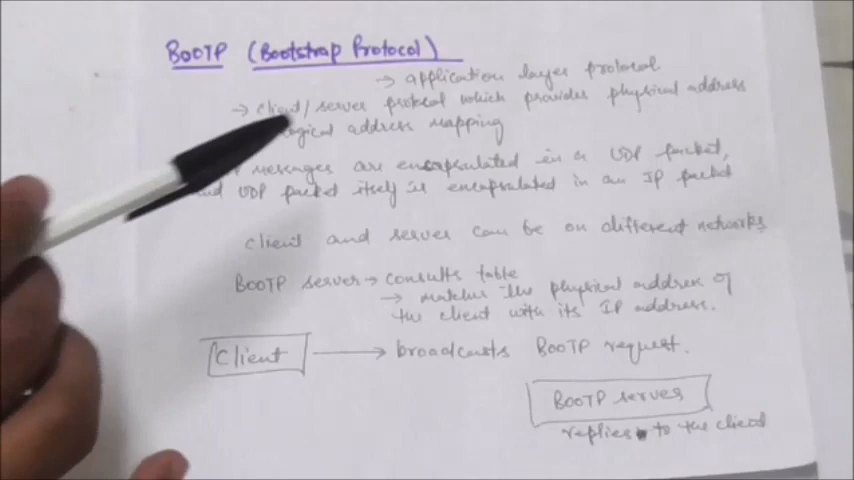 BOOTP (Bootstrap Protocol)
→ application layer protocol
→ client/server protocol which provides physical address
logical address mapping
messages are encapsulated in a UDP packet,
and UDP packet itself is encapsulated in an IP packet
client and server can be on different networks
BOOTP server → consults table
→ matches the physical address of
the client with its IP address.
Client → broadcasts BOOTP request.
BOOTP server
replies to the client